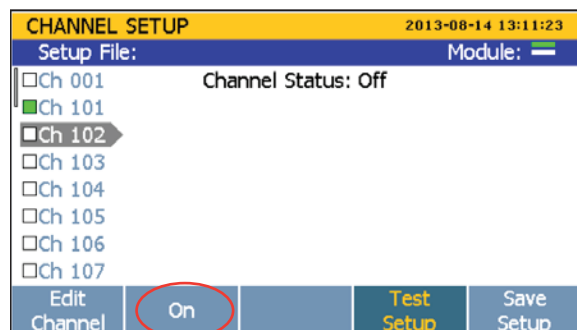 CHANNEL SETUP 2013-08-14 13:11:23
Setup File: Module:
Ch 001 Channel Status: Off
Ch 101
Ch 102
Ch 103
Ch 104
Ch 105
Ch 106
Ch 107
Edit Channel
On
Test Setup
Save Setup